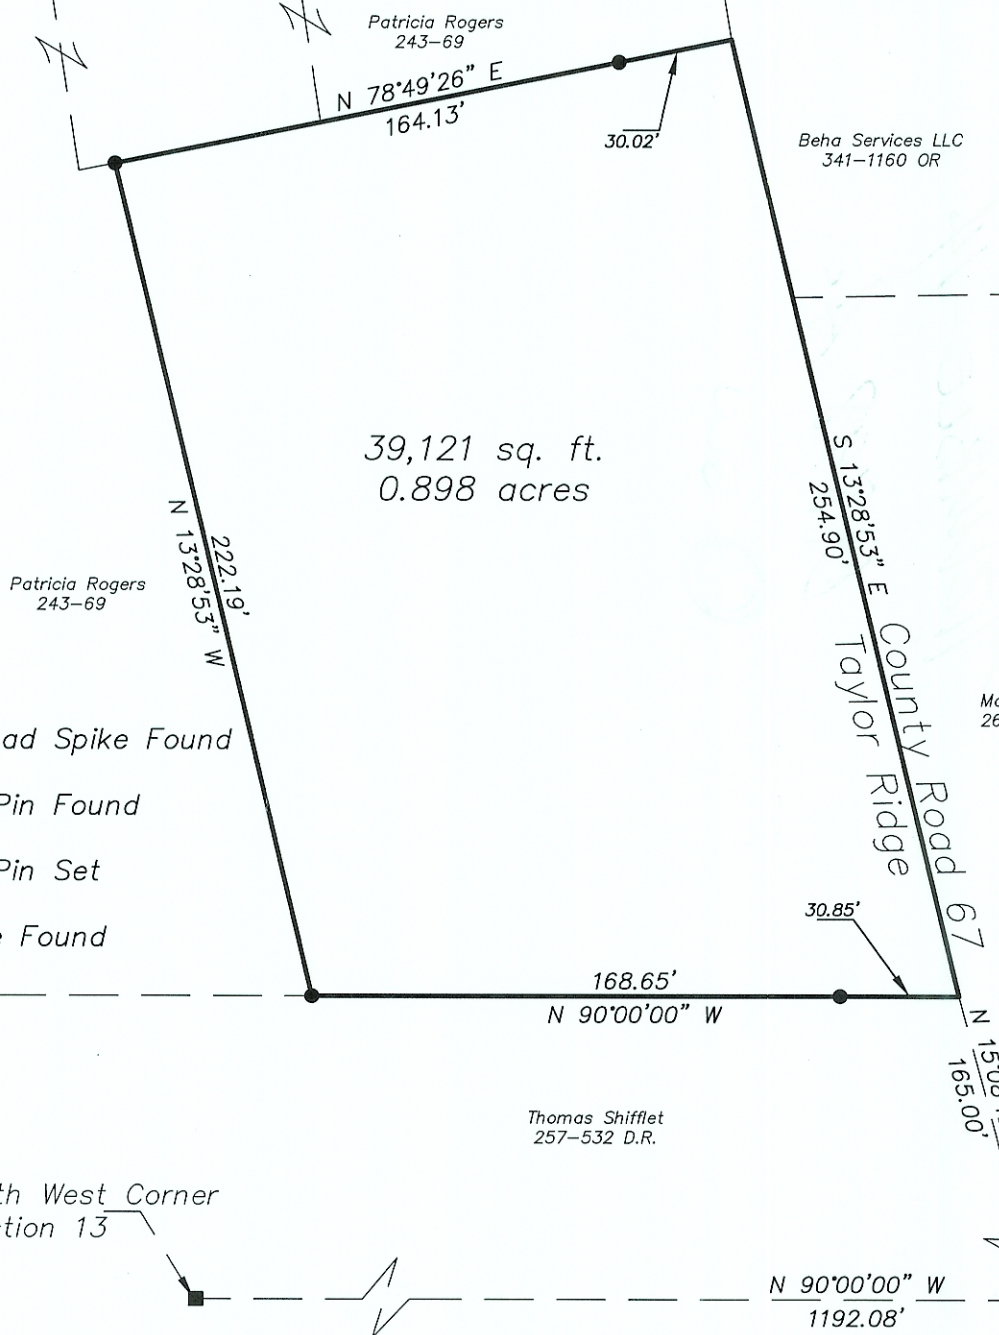 Patricia Rogers
243-69
N 78°49'26" E
164.13'
30.02'
Beha Services LLC
341-1160 OR
39,121 sq. ft.
0.898 acres
S 13°28'53" E
254.90'
222.19'
N 13°28'53" W
Patricia Rogers
243-69
County Road 67
Taylor Ridge
ad Spike Found
Pin Found
Pin Set
Found
30.85'
168.65'
N 90°00'00" W
N 15°08'
165.00'
Thomas Shifflet
257-532 D.R.
th West Corner
tion 13
N 90°00'00" W
1192.08'